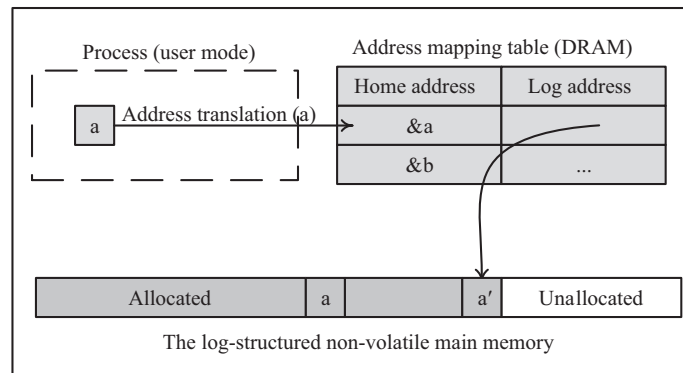 Process (user mode)
Address mapping table (DRAM)
Home address Log address
a Address translation (a) &a
&b ...
Allocated a a′ Unallocated
The log-structured non-volatile main memory